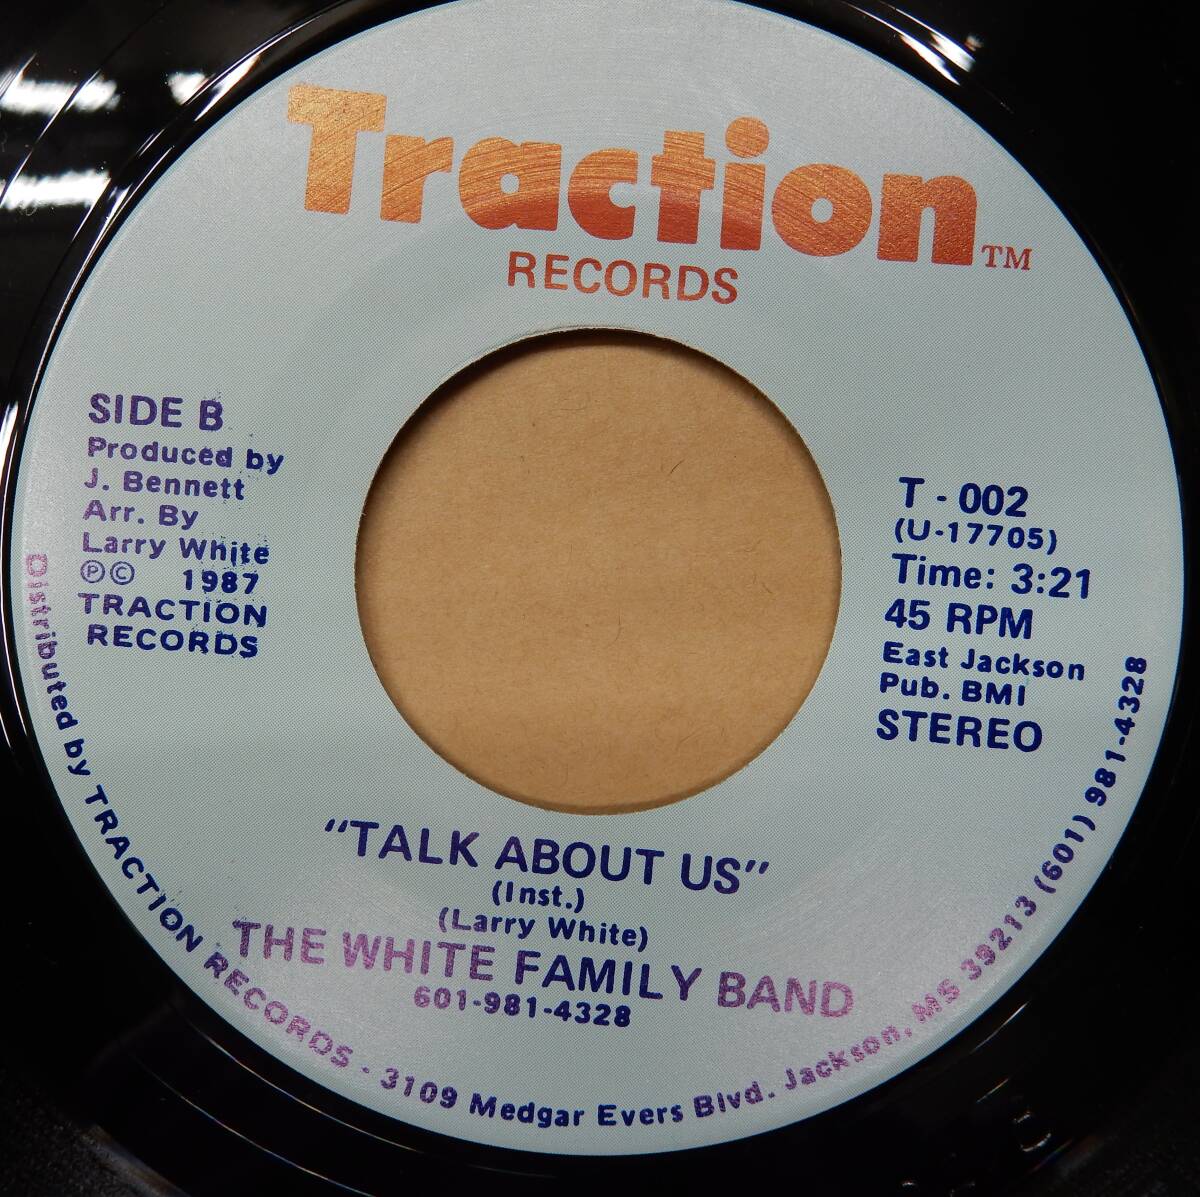 Traction TM
RECORDS
SIDE B
Produced by
J. Bennett
Arr. By
Larry White
Ⓟ© 1987
TRACTION
RECORDS
T - 002
(U-17705)
Time: 3:21
45 RPM
East Jackson
Pub. BMI
STEREO
"TALK ABOUT US"
(Inst.)
(Larry White)
THE WHITE FAMILY BAND
601-981-4328
Distributed by TRACTION RECORDS - 3109 Medgar Evers Blvd. Jackson, MS 39213 (601) 981-4328